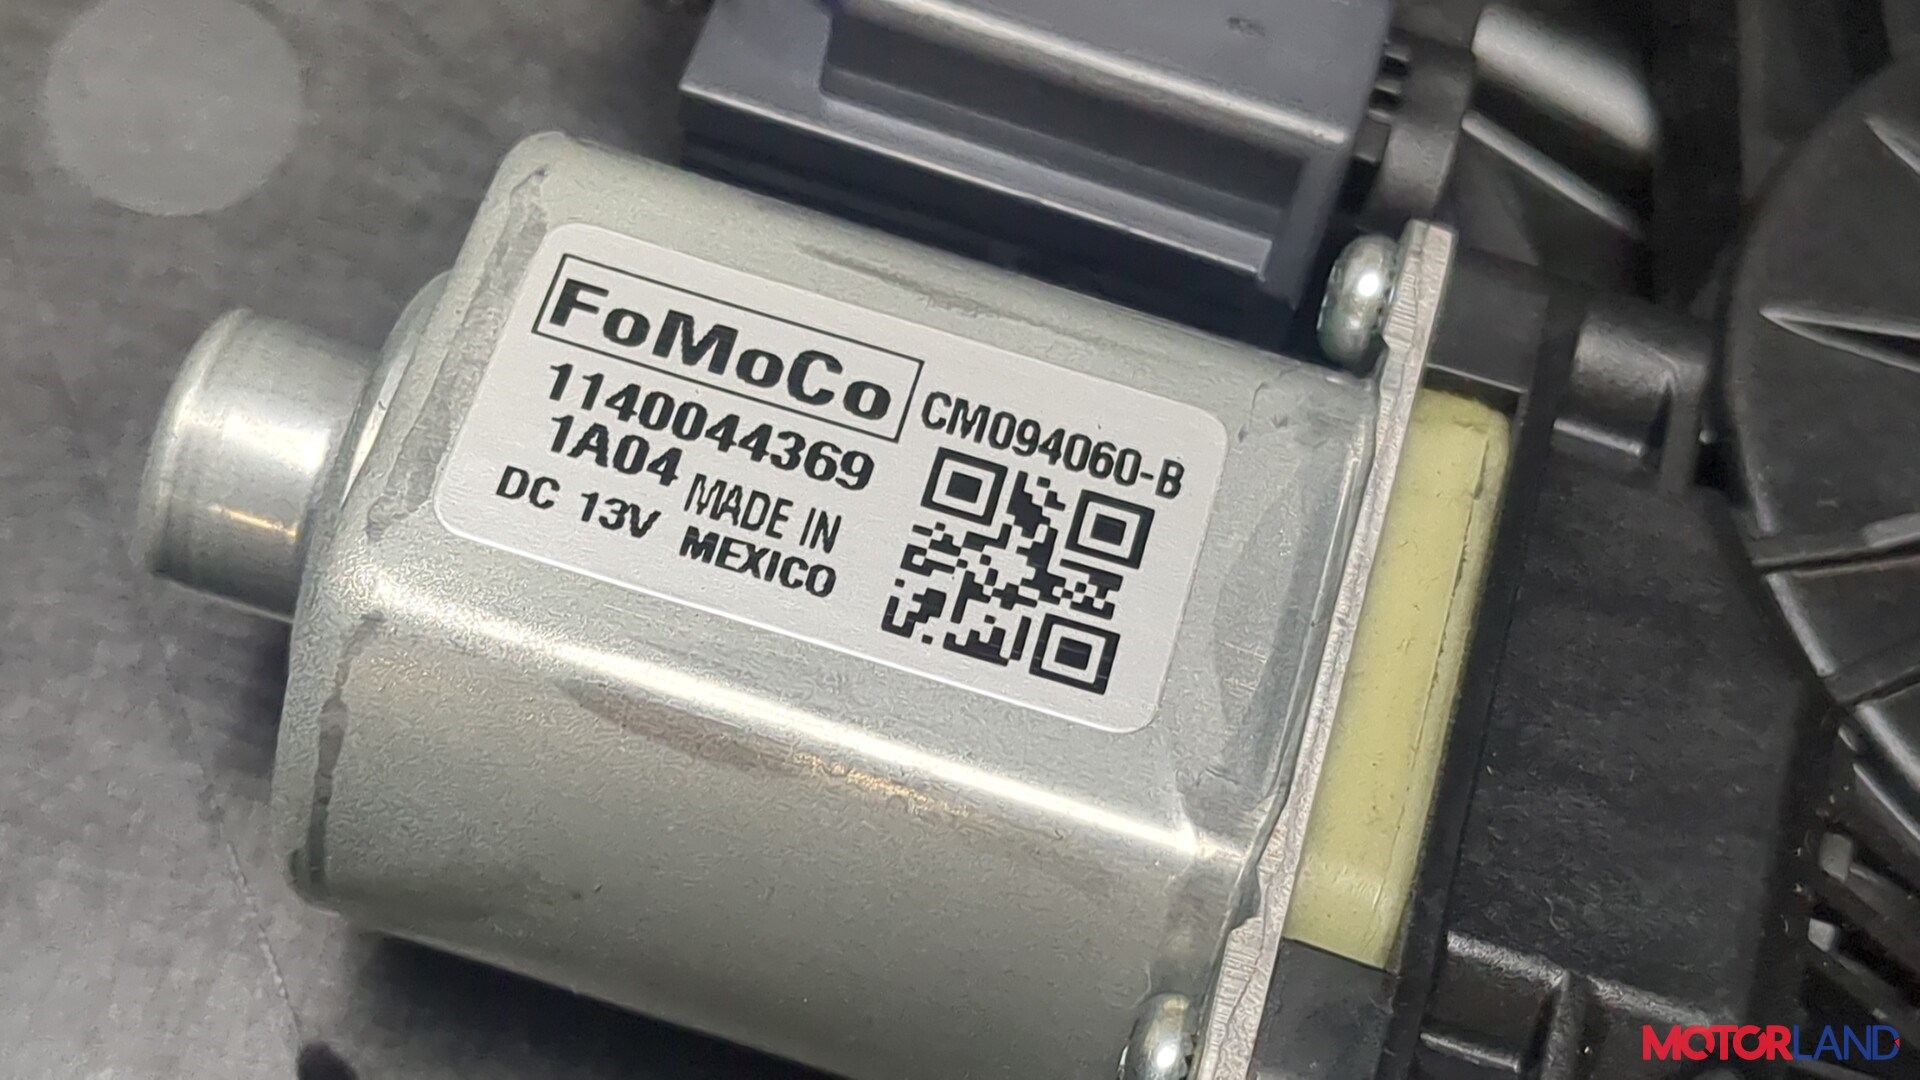 FoMoCo
CM094060-B
1140044369
1A04 MADE IN
DC 13V MEXICO
MOTORLAND